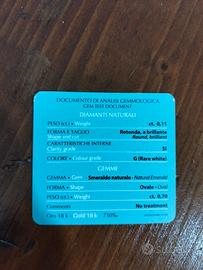 DOCUMENTO DI ANALISI GEMMOLOGICA
GEM TEST DOCUMENT
DIAMANTI NATURALI
PESO (ct.) - Weight ct. 0,11
FORMA E TAGLIO Rotonda, a brillante
Shape and cut Round, brilliant
CARATTERISTICHE INTERNE
Clarity grade SI
COLORE - Colour grade G (Rare white)
GEMME
GEMMA - Gem Smeraldo naturale - Natural Emerald
FORMA - Shape Ovale - Oval
PESO (ct.) - Weight ct. 0,70
Comments No treatment
Oro 18 k Gold 18 k 750‰